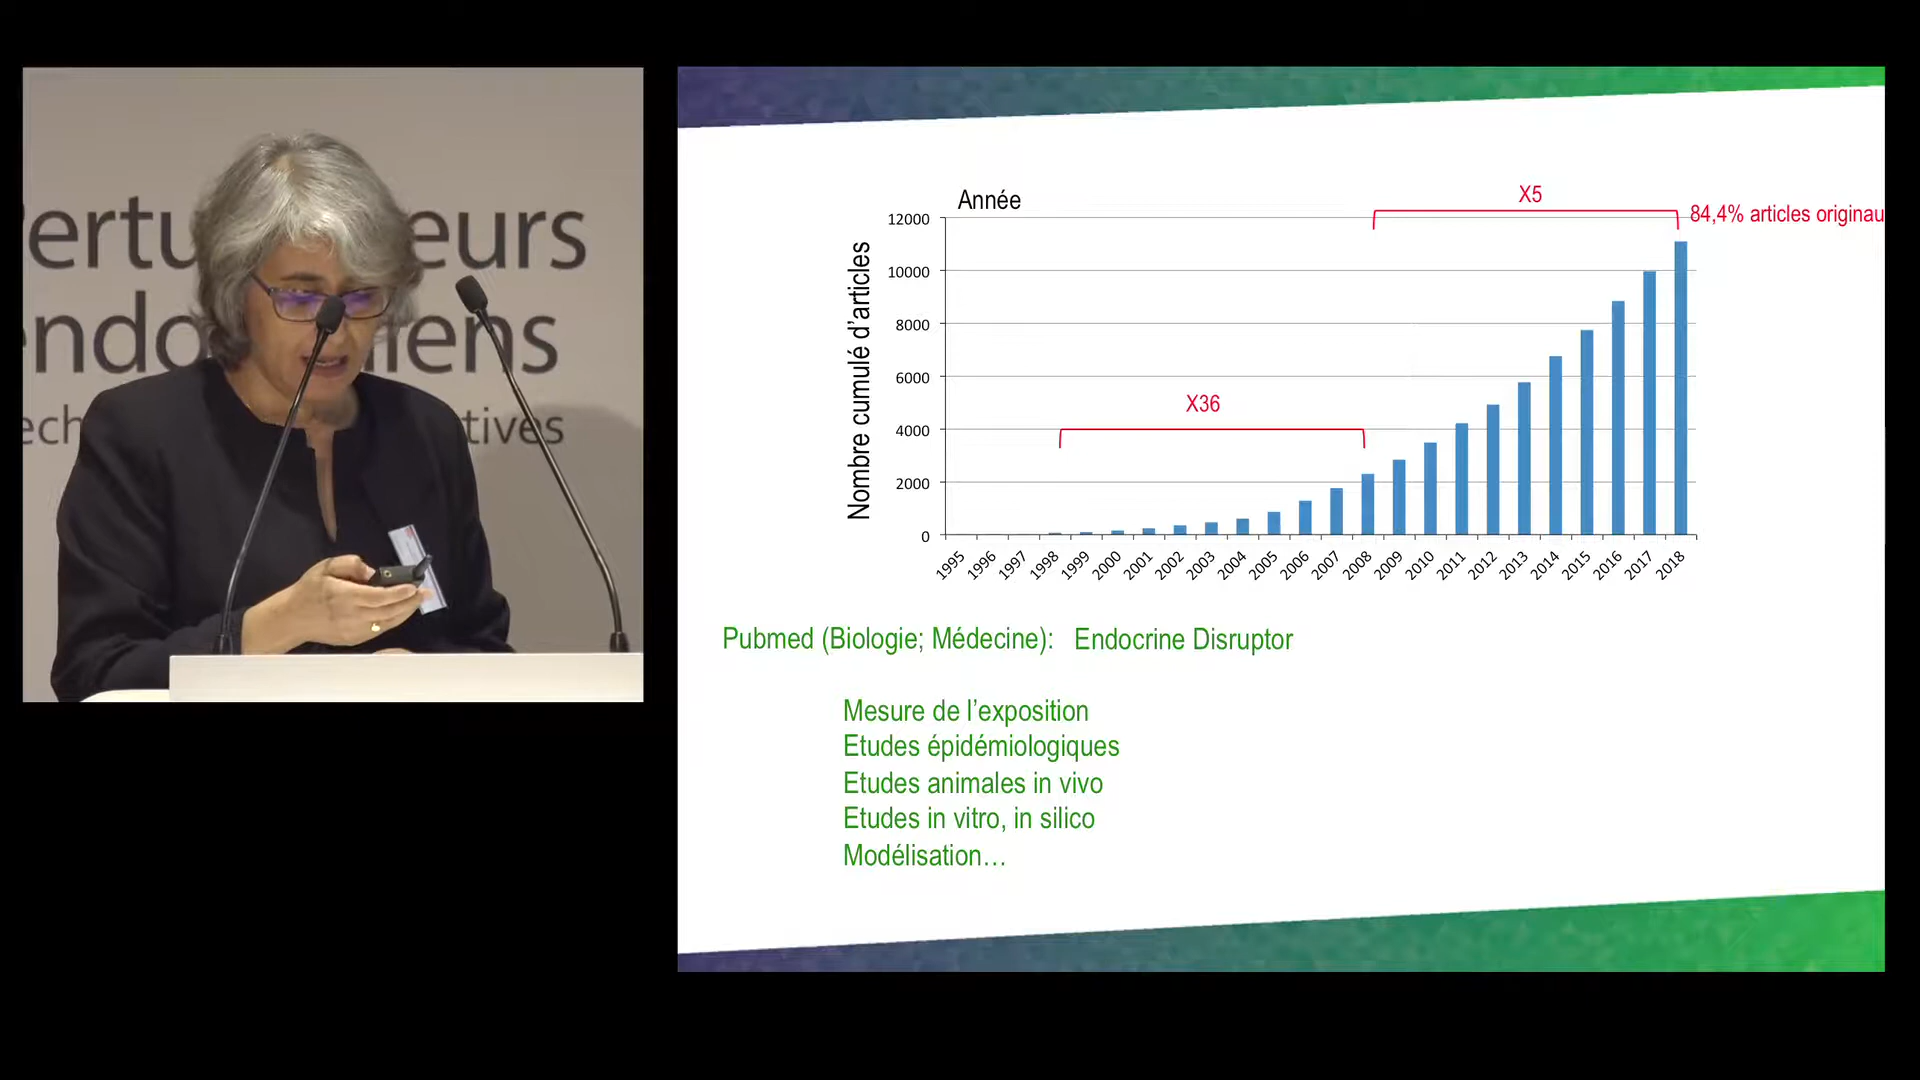 ertu eurs
endo iens
ech tives
Année
X5
84,4% articles originau
Nombre cumulé d’articles
12000
10000
8000
6000
4000
2000
0
X36
1995 1996 1997 1998 1999 2000 2001 2002 2003 2004 2005 2006 2007 2008 2009 2010 2011 2012 2013 2014 2015 2016 2017 2018
Pubmed (Biologie; Médecine): Endocrine Disruptor
Mesure de l’exposition
Etudes épidémiologiques
Etudes animales in vivo
Etudes in vitro, in silico
Modélisation…